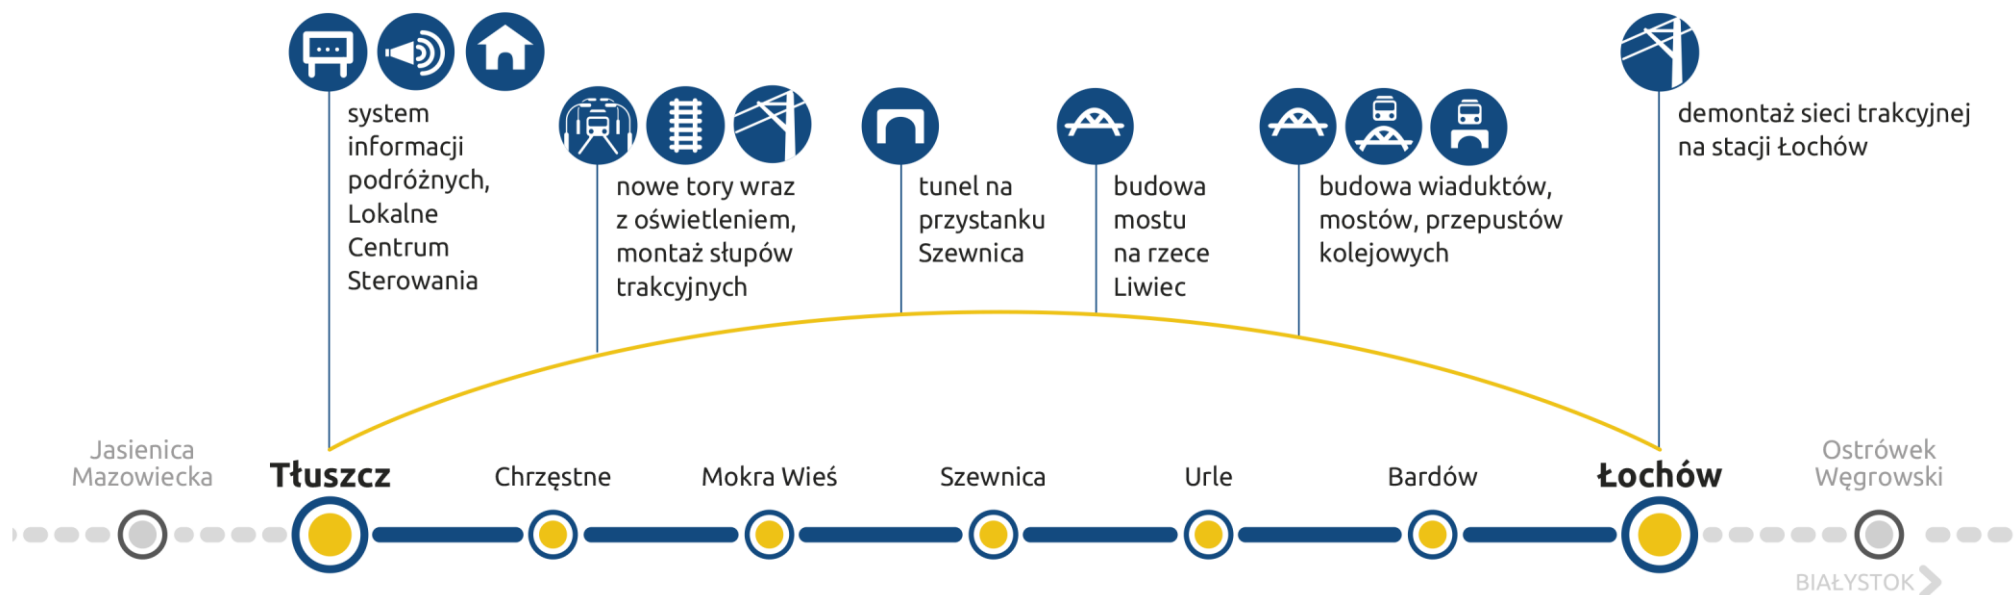 system
informacji
podróżnych,
Lokalne
Centrum
Sterowania
nowe tory wraz
z oświetleniem,
montaż słupów
trakcyjnych
tunel na
przystanku
Szewnica
budowa
mostu
na rzece
Liwiec
budowa wiaduktów,
mostów, przepustów
kolejowych
demontaż sieci trakcyjnej
na stacji Łochów
Jasienica
Mazowiecka
Tłuszcz
Chrzęstne
Mokra Wieś
Szewnica
Urle
Bardów
Łochów
Ostrówek
Węgrowski
BIAŁYSTOK